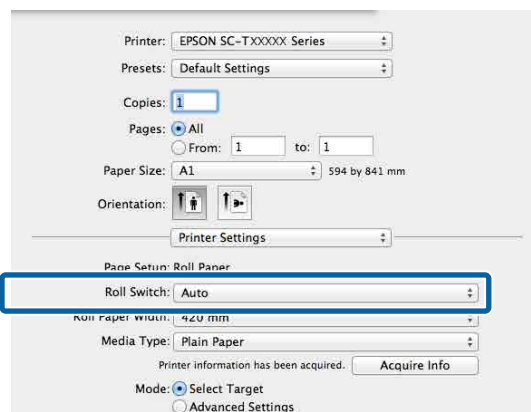 Printer: EPSON SC-TXXXXX Series
Presets: Default Settings
Copies: 1
Pages: All
From: 1 to: 1
Paper Size: A1 594 by 841 mm
Orientation:
Printer Settings
Page Setup: Roll Paper
Roll Switch: Auto
Roll Paper Width: 420 mm
Media Type: Plain Paper
Printer information has been acquired. Acquire Info
Mode: Select Target
Advanced Settings